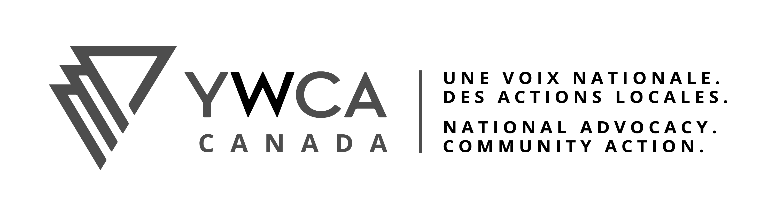 YWCA
CANADA
UNE VOIX NATIONALE.
DES ACTIONS LOCALES.
NATIONAL ADVOCACY.
COMMUNITY ACTION.